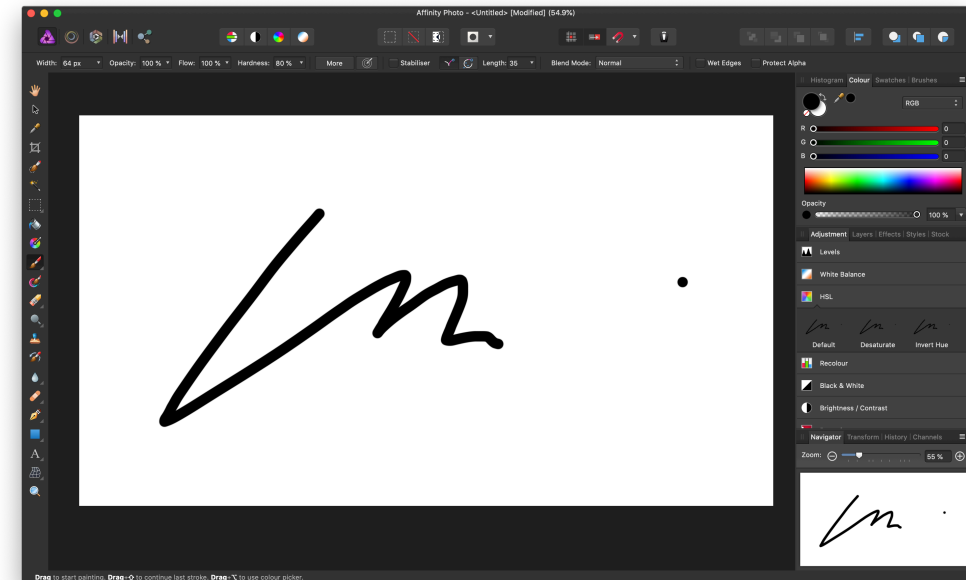 Affinity Photo - <Untitled> [Modified] (54.9%)
Width: 64 px Opacity: 100 % Flow: 100 % Hardness: 80 % More Stabiliser Length: 35 Blend Mode: Normal Wet Edges Protect Alpha
Histogram Colour Swatches Brushes
RGB
R 0
G 0
B 0
Opacity
100 %
Adjustment Layers Effects Styles Stock
Levels
White Balance
HSL
Default Desaturate Invert Hue
Recolour
Black & White
Brightness / Contrast
Navigator Transform History Channels
Zoom: 55 %
A
Drag to start painting. Drag+⇧ to continue last stroke. Drag+⌥ to use colour picker.